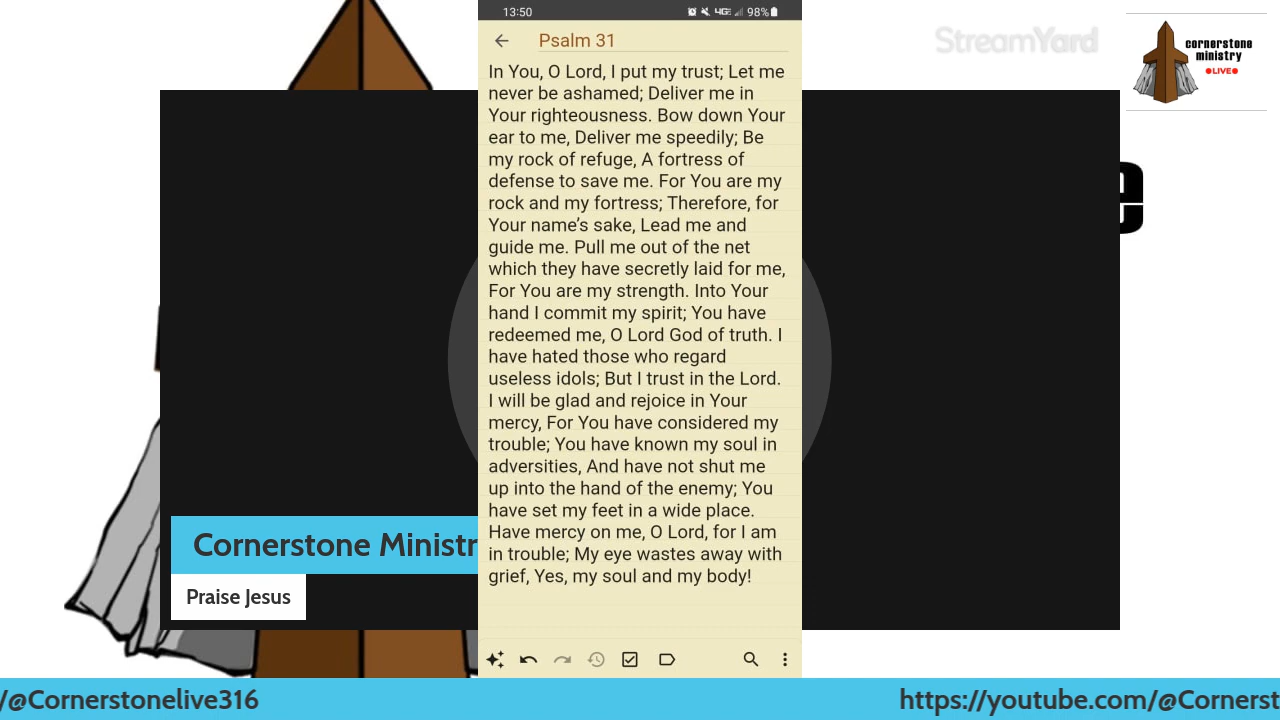 13:50
4GE
98%
StreamYard
cornerstone
ministry
LIVE
Psalm 31
In You, O Lord, I put my trust; Let me
never be ashamed; Deliver me in
Your righteousness. Bow down Your
ear to me, Deliver me speedily; Be
my rock of refuge, A fortress of
defense to save me. For You are my
rock and my fortress; Therefore, for
Your name’s sake, Lead me and
guide me. Pull me out of the net
which they have secretly laid for me,
For You are my strength. Into Your
hand I commit my spirit; You have
redeemed me, O Lord God of truth. I
have hated those who regard
useless idols; But I trust in the Lord.
I will be glad and rejoice in Your
mercy, For You have considered my
trouble; You have known my soul in
adversities, And have not shut me
up into the hand of the enemy; You
have set my feet in a wide place.
Have mercy on me, O Lord, for I am
in trouble; My eye wastes away with
grief, Yes, my soul and my body!
e
Cornerstone Ministr
Praise Jesus
/@Cornerstonelive316
https://youtube.com/@Cornerst